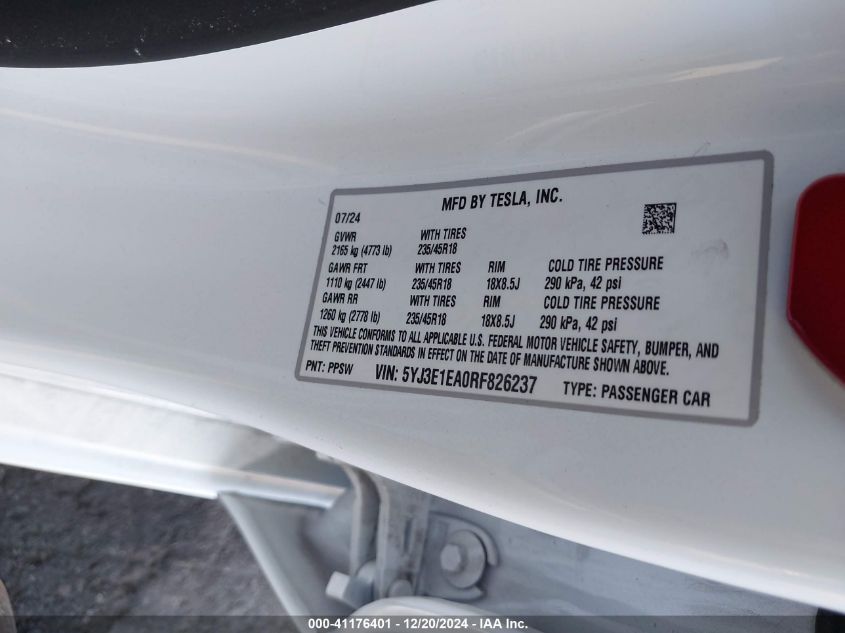 MFD BY TESLA, INC.
07/24
GVWR WITH TIRES
2165 kg (4773 lb) 235/45R18
GAWR FRT WITH TIRES RIM COLD TIRE PRESSURE
1110 kg (2447 lb) 235/45R18 18X8.5J 290 kPa, 42 psi
GAWR RR WITH TIRES RIM COLD TIRE PRESSURE
1260 kg (2778 lb) 235/45R18 18X8.5J 290 kPa, 42 psi
THIS VEHICLE CONFORMS TO ALL APPLICABLE U.S. FEDERAL MOTOR VEHICLE SAFETY, BUMPER, AND
THEFT PREVENTION STANDARDS IN EFFECT ON THE DATE OF MANUFACTURE SHOWN ABOVE.
PNT: PPSW VIN: 5YJ3E1EA0RF826237 TYPE: PASSENGER CAR
000-41176401 - 12/20/2024 - IAA Inc.